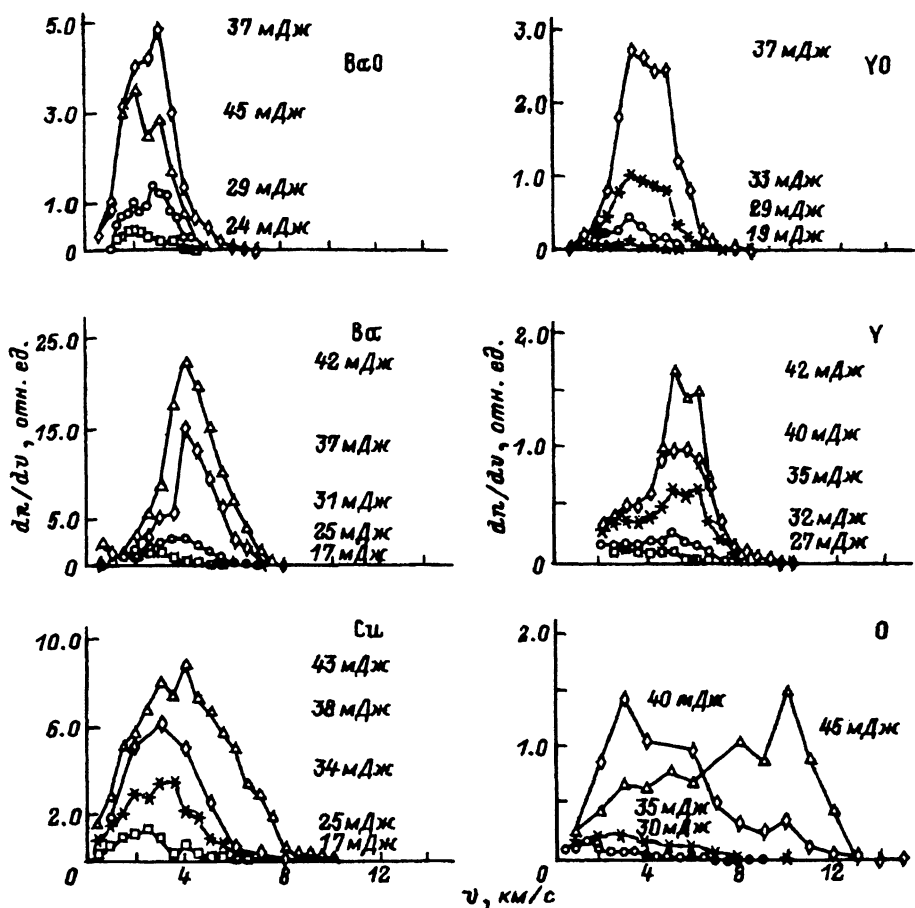 5.0
3.0
1.0
0
37 мДж
BaO
45 мДж
29 мДж
24 мДж
3.0
2.0
1.0
0
37 мДж
YO
33 мДж
29 мДж
19 мДж
dn/dv, отн. ед.
25.0
15.0
5.0
0
Ba
42 мДж
37 мДж
31 мДж
25 мДж
17 мДж
dn/dv, отн. ед.
2.0
1.0
0
Y
42 мДж
40 мДж
35 мДж
32 мДж
27 мДж
10.0
6.0
2.0
0 4 8 12
Cu
43 мДж
38 мДж
34 мДж
25 мДж
17 мДж
2.0
1.0
0 4 8 12
O
40 мДж
45 мДж
35 мДж
30 мДж
v, км/с